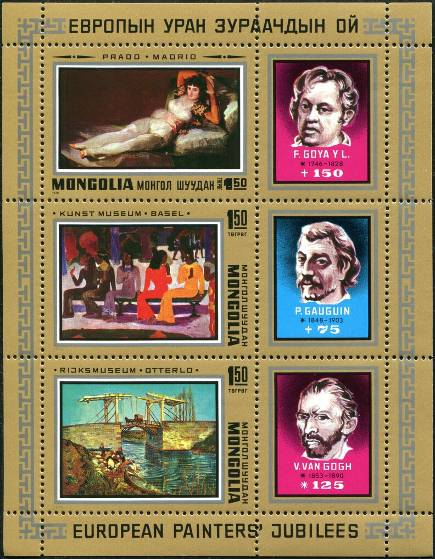 ЕВРОПЫН УРАН ЗУРААЧДЫН ОЙ
PRADO • MADRID
MONGOLIA МОНГОЛ ШУУДАН 1.50
F. GOYA Y L.
* 1746-1828
+ 150
KUNST MUSEUM • BASEL •
1.50
ТӨГРӨГ
МОНГОЛ ШУУДАН
MONGOLIA
P. GAUGUIN
* 1848-1903
+ 75
RIJKSMUSEUM • OTTERLO •
1.50
ТӨГРӨГ
МОНГОЛ ШУУДАН
MONGOLIA
V. VAN GOGH
1853-1890
* 125
EUROPEAN PAINTERS' JUBILEES